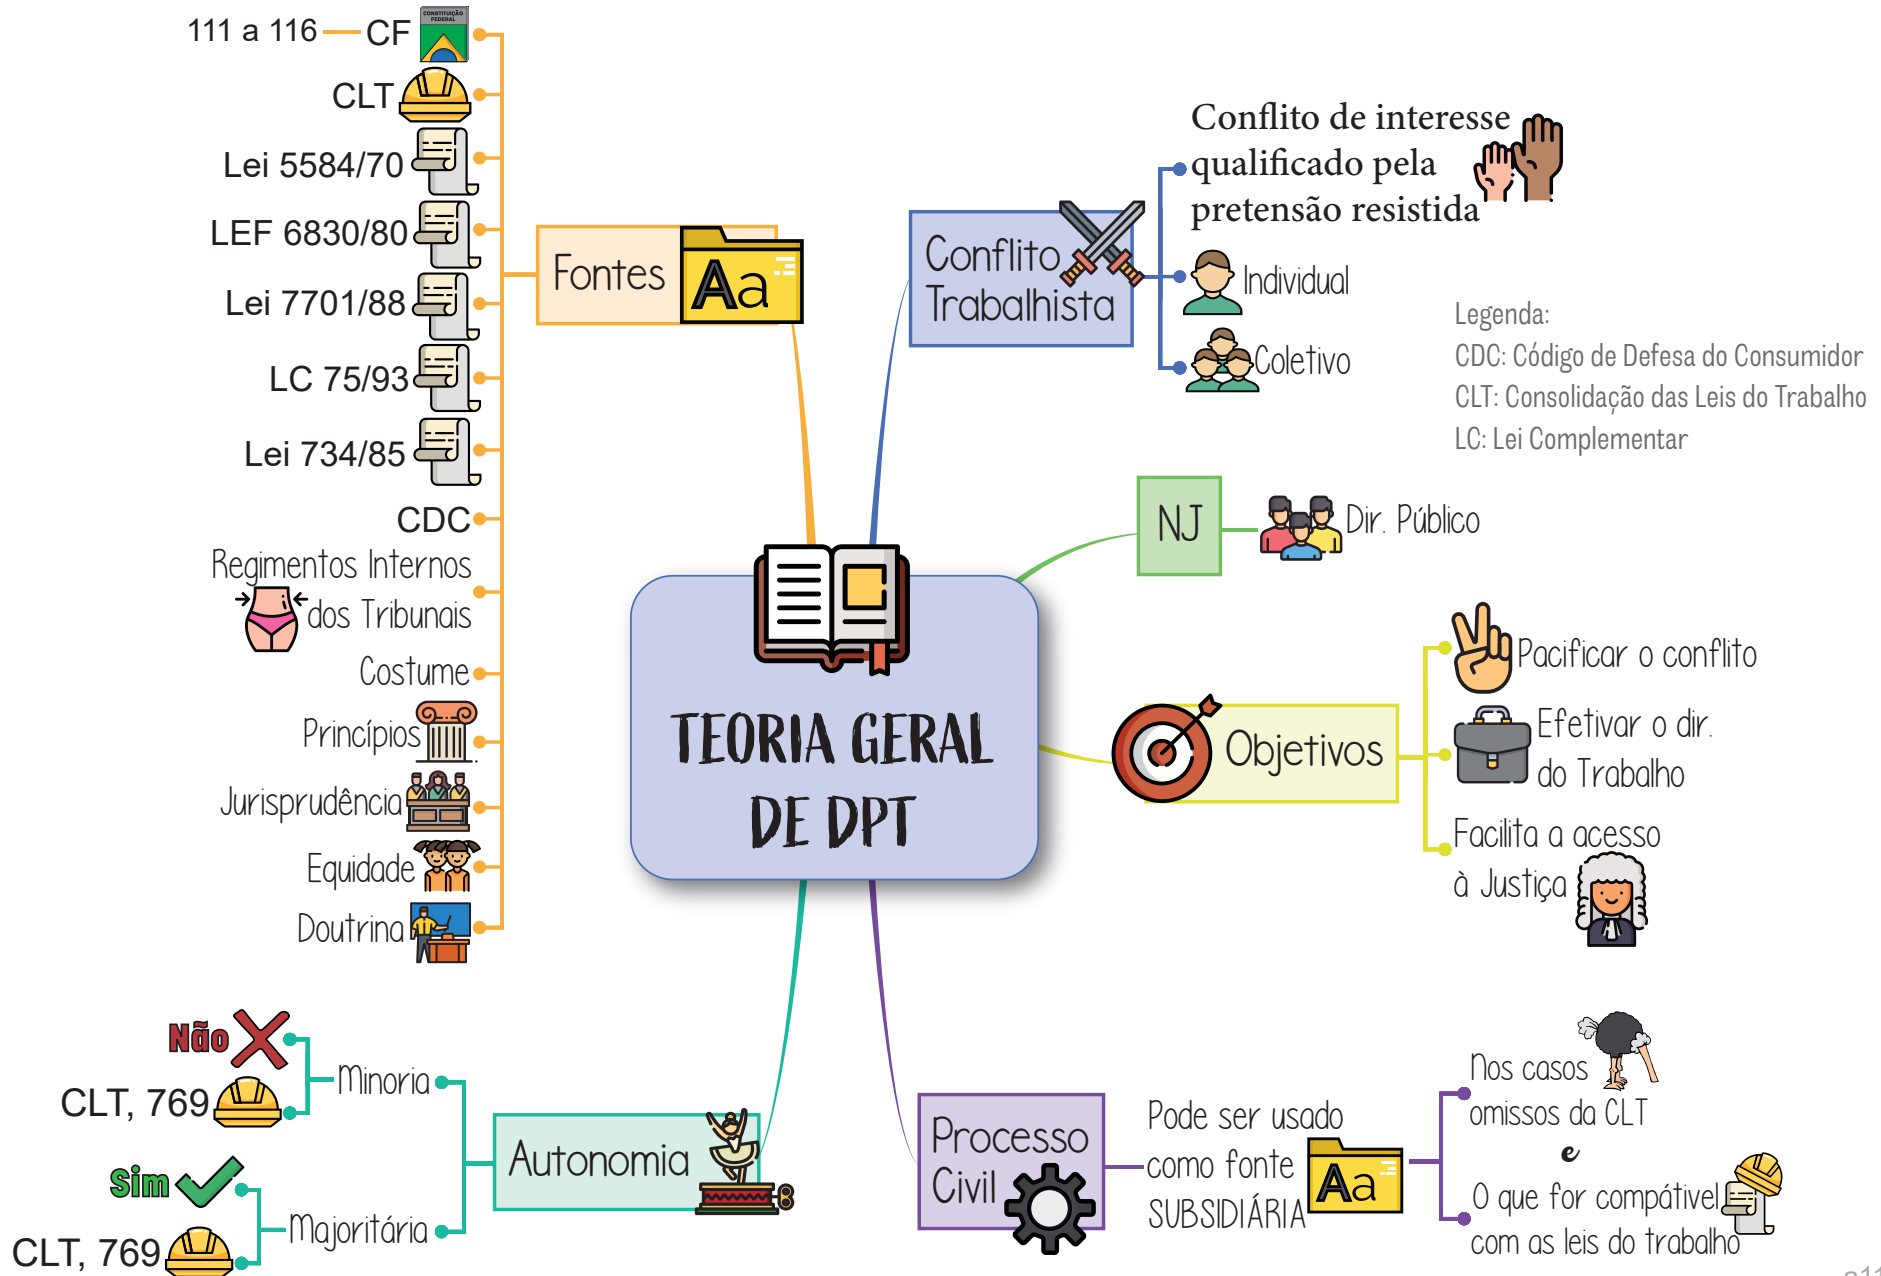 111 a 116
CF
CONSTITUIÇÃO
FEDERAL
CLT
Lei 5584/70
LEF 6830/80
Lei 7701/88
LC 75/93
Lei 734/85
CDC
Regimentos Internos
dos Tribunais
Costume
Princípios
Jurisprudência
Equidade
Doutrina
Fontes
Aa
Conflito
Trabalhista
Conflito de interesse
qualificado pela
pretensão resistida
Individual
Coletivo
Legenda:
CDC: Código de Defesa do Consumidor
CLT: Consolidação das Leis do Trabalho
LC: Lei Complementar
NJ
Dir. Público
TEORIA GERAL
DE DPT
Objetivos
Pacificar o conflito
Efetivar o dir.
do Trabalho
Facilita a acesso
à Justiça
Autonomia
Minoria
Não
CLT, 769
Majoritária
Sim
CLT, 769
Processo
Civil
Pode ser usado
como fonte
SUBSIDIÁRIA
Aa
Nos casos
omissos da CLT
e
O que for compátivel
com as leis do trabalho